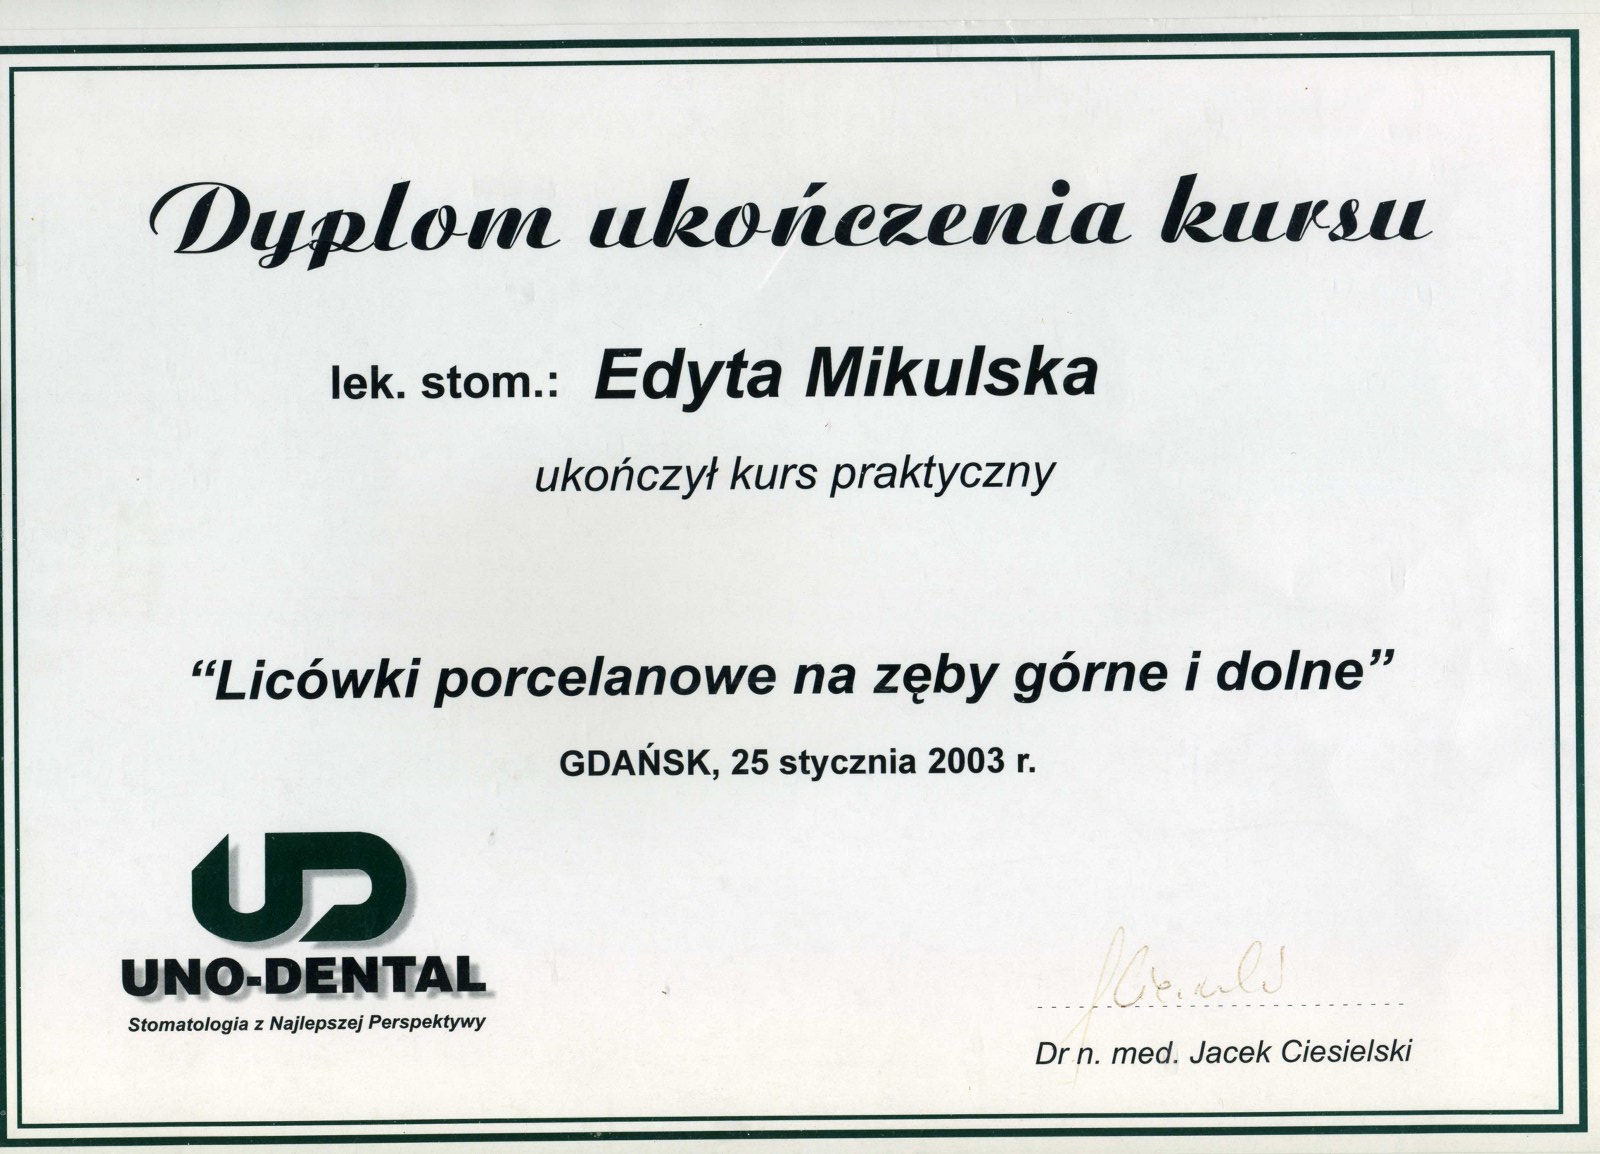 Dyplom ukończenia kursu
lek. stom.: Edyta Mikulska
ukończył kurs praktyczny
“Licówki porcelanowe na zęby górne i dolne”
GDAŃSK, 25 stycznia 2003 r.
UD
UNO-DENTAL
Stomatologia z Najlepszej Perspektywy
Dr n. med. Jacek Ciesielski